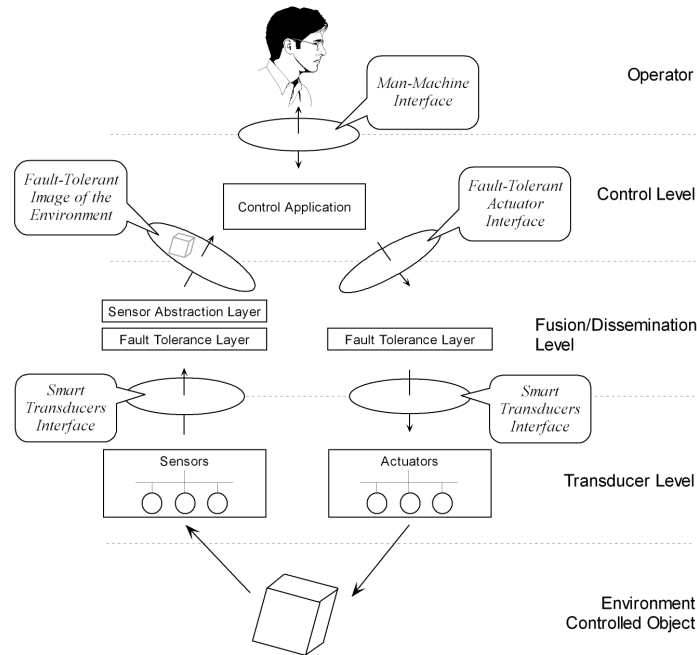 Operator
Man-Machine
Interface
Fault-Tolerant
Image of the
Environment
Control Application
Fault-Tolerant
Actuator
Interface
Control Level
Sensor Abstraction Layer
Fault Tolerance Layer
Fault Tolerance Layer
Fusion/Dissemination
Level
Smart
Transducers
Interface
Smart
Transducers
Interface
Sensors
Actuators
Transducer Level
Environment
Controlled Object